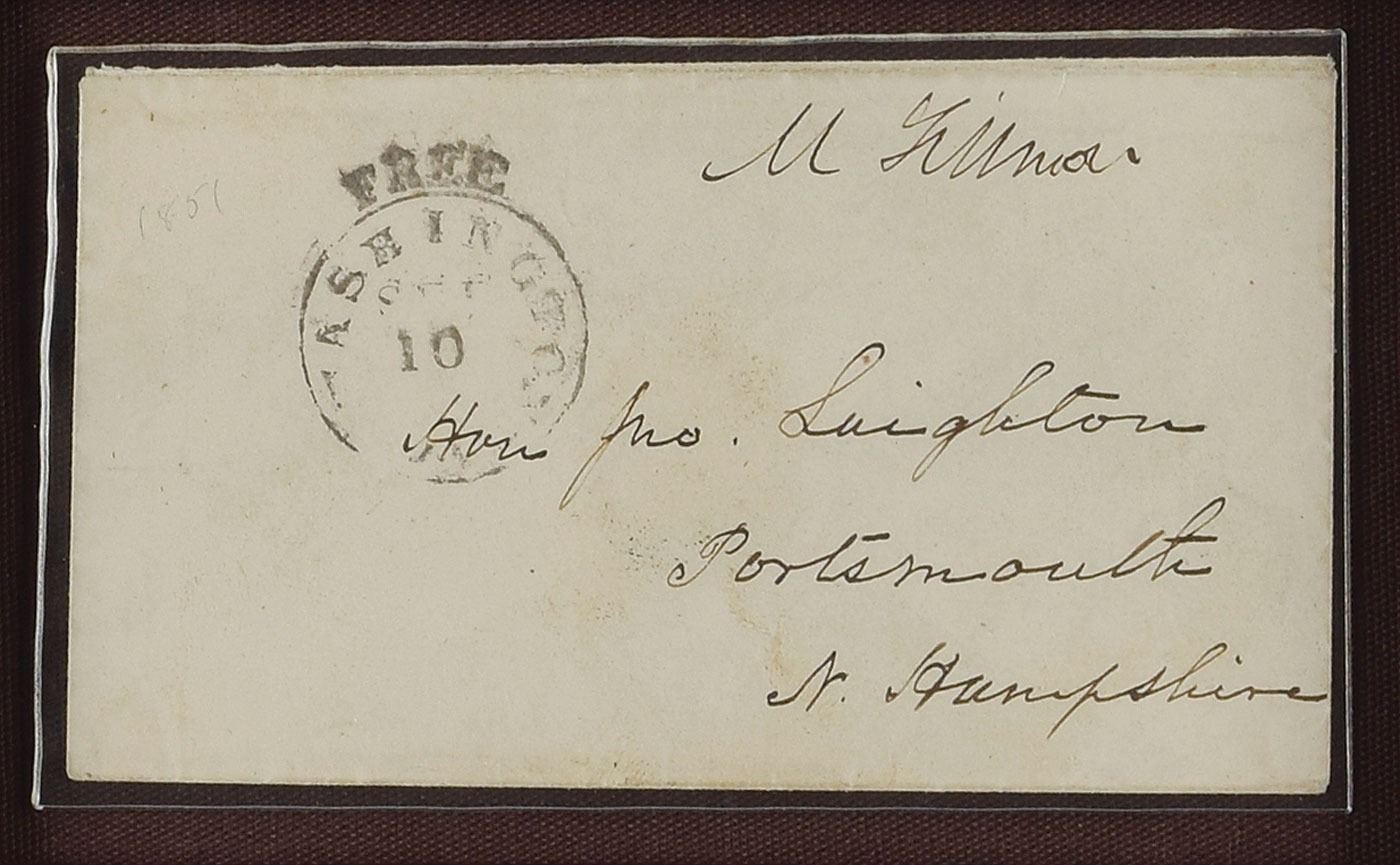 M Fillmore
FREE
1851
WASHINGTON
SEP
10
Hon Jno. Leighton
Portsmouth
N. Hampshire